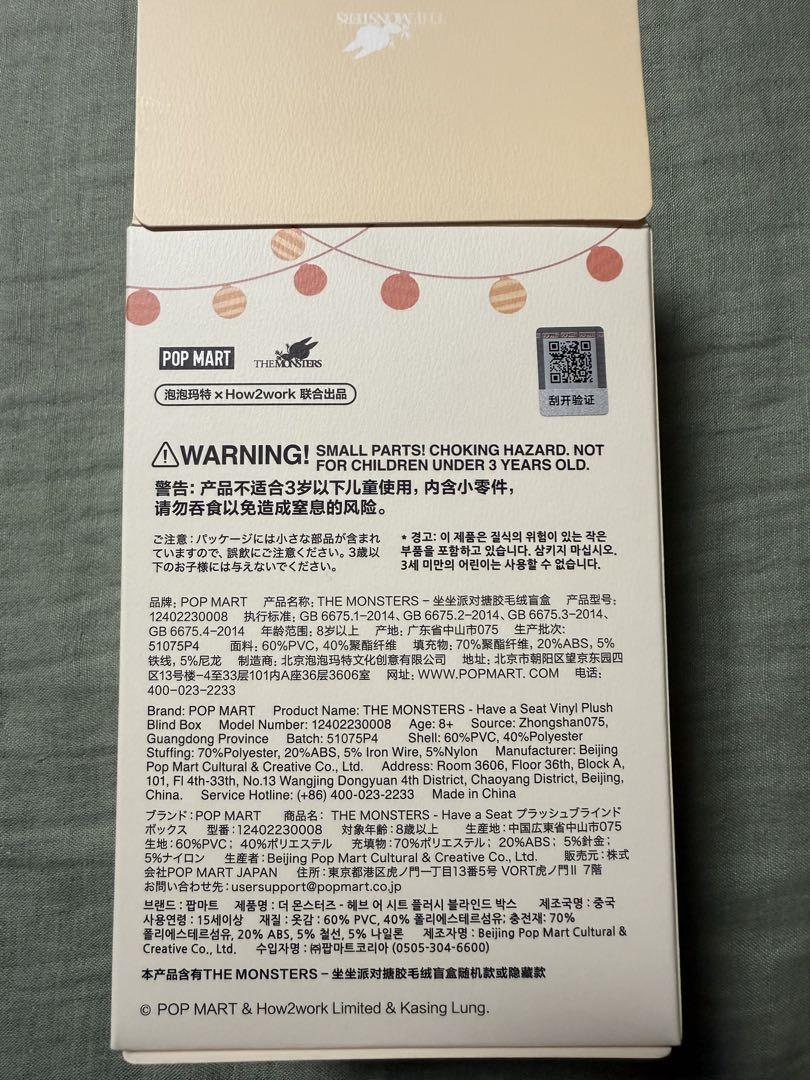 THE MONSTERS
POP MART
THE MONSTERS
泡泡玛特 × How2work 联合出品
刮开验证
WARNING! SMALL PARTS! CHOKING HAZARD. NOT
FOR CHILDREN UNDER 3 YEARS OLD.
警告: 产品不适合3岁以下儿童使用, 内含小零件,
请勿吞食以免造成窒息的风险。
ご注意：パッケージには小さな部品が含まれ
ていますので、誤飲にご注意ください。3歳以
下のお子様には与えないでください。
* 경고: 이 제품은 질식의 위험이 있는 작은
부품을 포함하고 있습니다. 삼키지 마십시오.
3세 미만의 어린이는 사용할 수 없습니다.
品牌: POP MART 产品名称: THE MONSTERS – 坐坐派对搪胶毛绒盲盒 产品型号:
12402230008 执行标准: GB 6675.1-2014、GB 6675.2-2014、GB 6675.3-2014、
GB 6675.4-2014 年龄范围: 8岁以上 产地: 广东省中山市075 生产批次:
51075P4 面料: 60%PVC, 40%聚酯纤维 填充物: 70%聚酯纤维, 20%ABS, 5%
铁线, 5%尼龙 制造商: 北京泡泡玛特文化创意有限公司 地址: 北京市朝阳区望京东园四
区13号楼-4至33层101内A座36层3606室 网址: WWW.POPMART. COM 电话:
400-023-2233
Brand: POP MART Product Name: THE MONSTERS - Have a Seat Vinyl Plush
Blind Box Model Number: 12402230008 Age: 8+ Source: Zhongshan075,
Guangdong Province Batch: 51075P4 Shell: 60%PVC, 40%Polyester
Stuffing: 70%Polyester, 20%ABS, 5% Iron Wire, 5%Nylon Manufacturer: Beijing
Pop Mart Cultural & Creative Co., Ltd. Address: Room 3606, Floor 36th, Block A,
101, Fl 4th-33th, No.13 Wangjing Dongyuan 4th District, Chaoyang District, Beijing,
China. Service Hotline: (+86) 400-023-2233 Made in China
ブランド：POP MART 商品名： THE MONSTERS - Have a Seat プラッシュブラインド
ボックス 型番：12402230008 対象年齢：8歳以上 生産地：中国広東省中山市075
生地：60%PVC；40%ポリエステル 充填物：70%ポリエステル；20%ABS；5%針金；
5%ナイロン 生産者：Beijing Pop Mart Cultural & Creative Co., Ltd. 販売元：株式
会社POP MART JAPAN 住所：東京都港区虎ノ門一丁目13番5号 VORT虎ノ門Ⅱ 7階
お問い合わせ先：usersupport@popmart.co.jp
브랜드 : 팝마트 제품명 : 더 몬스터즈 - 헤브 어 시트 플러시 블라인드 박스 제조국명 : 중국
사용연령 : 15세이상 재질 : 옷감 : 60% PVC, 40% 폴리에스테르섬유; 충전재: 70%
폴리에스테르섬유, 20% ABS, 5% 철선, 5% 나일론 제조자명 : Beijing Pop Mart Cultural &
Creative Co., Ltd. 수입자명 : ㈜팝마트코리아 (0505-304-6600)
本产品含有THE MONSTERS – 坐坐派对搪胶毛绒盲盒随机款或隐藏款
© POP MART & How2work Limited & Kasing Lung.